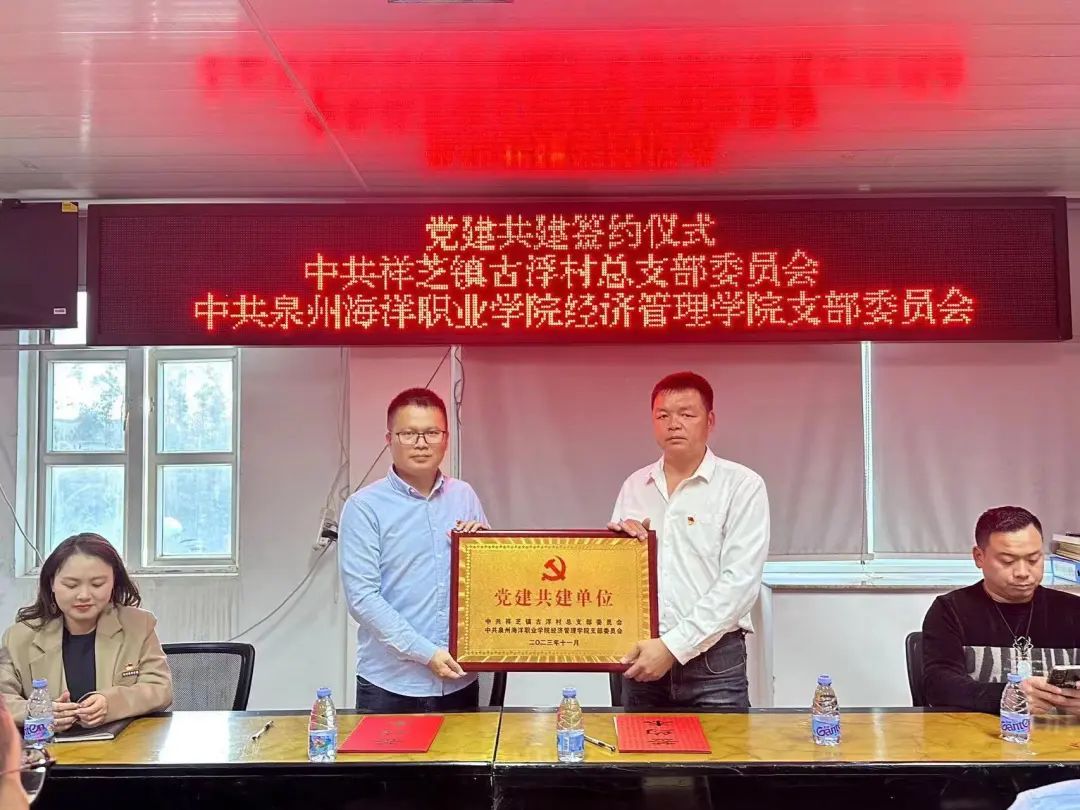 党建共建签约仪式
中共祥芝镇古浮村总支部委员会
中共泉州海洋职业学院经济管理学院支部委员会
党建共建单位
中共祥芝镇古浮村总支部委员会
中共泉州海洋职业学院经济管理学院支部委员会
二〇二三年十一月